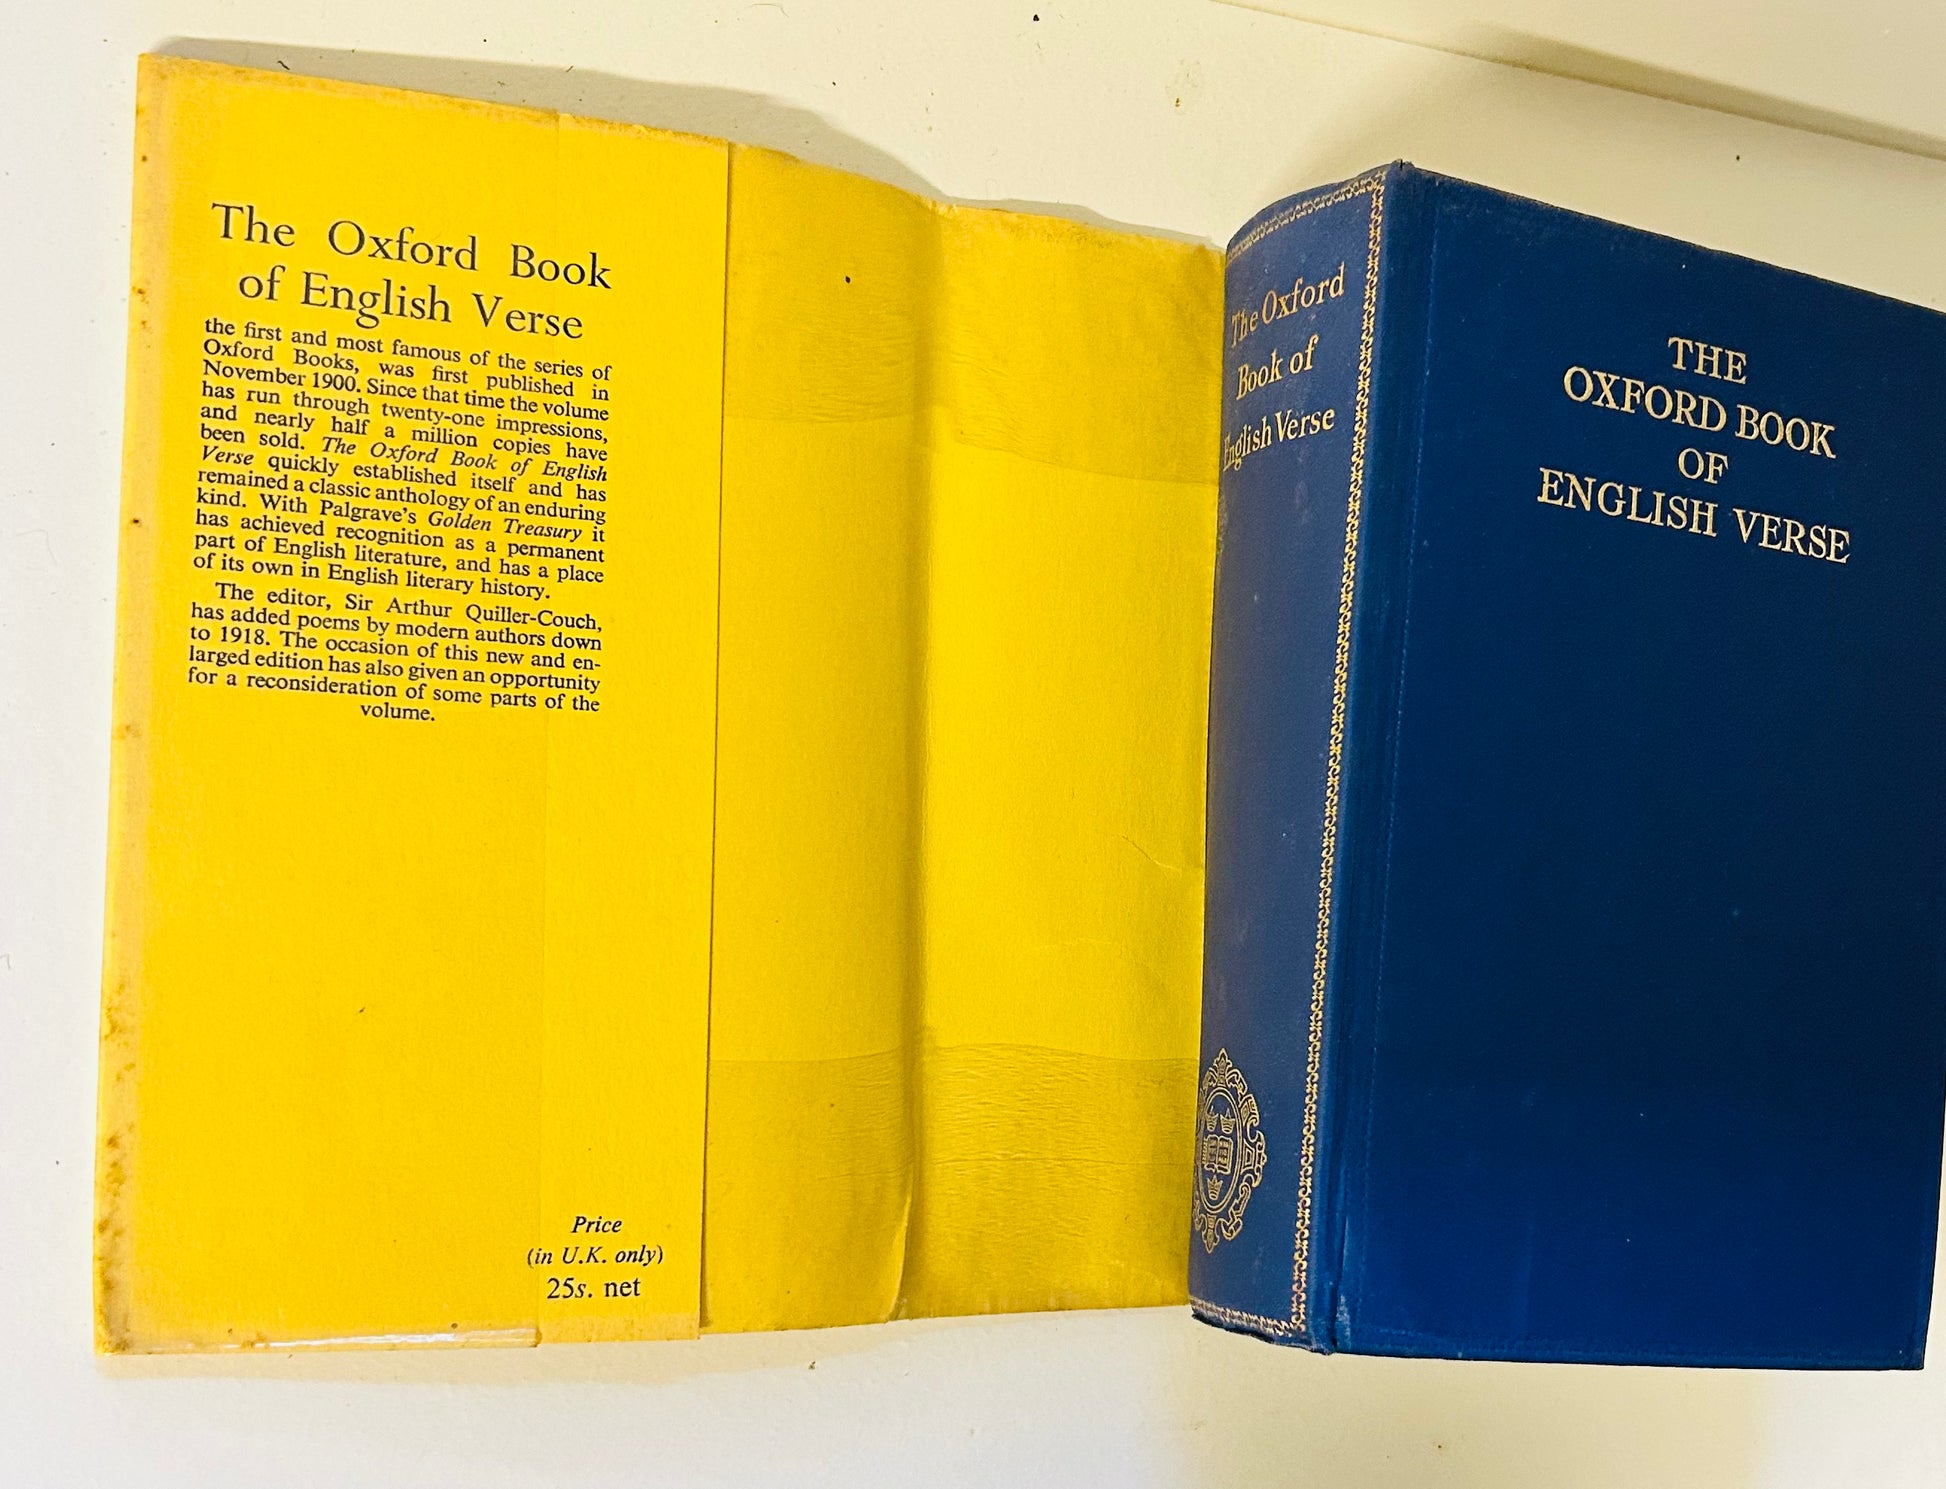 The Oxford Book
of English Verse
the first and most famous of the series of
Oxford Books, was first published in
November 1900. Since that time the volume
has run through twenty-one impressions,
and nearly half a million copies have
been sold. The Oxford Book of English
Verse quickly established itself and has
remained a classic anthology of an enduring
kind. With Palgrave's Golden Treasury it
has achieved recognition as a permanent
part of English literature, and has a place
of its own in English literary history.
The editor, Sir Arthur Quiller-Couch,
has added poems by modern authors down
to 1918. The occasion of this new and en-
larged edition has also given an opportunity
for a reconsideration of some parts of the
volume.
Price
(in U.K. only)
25s. net
The Oxford
Book of
English Verse
THE
OXFORD BOOK
OF
ENGLISH VERSE